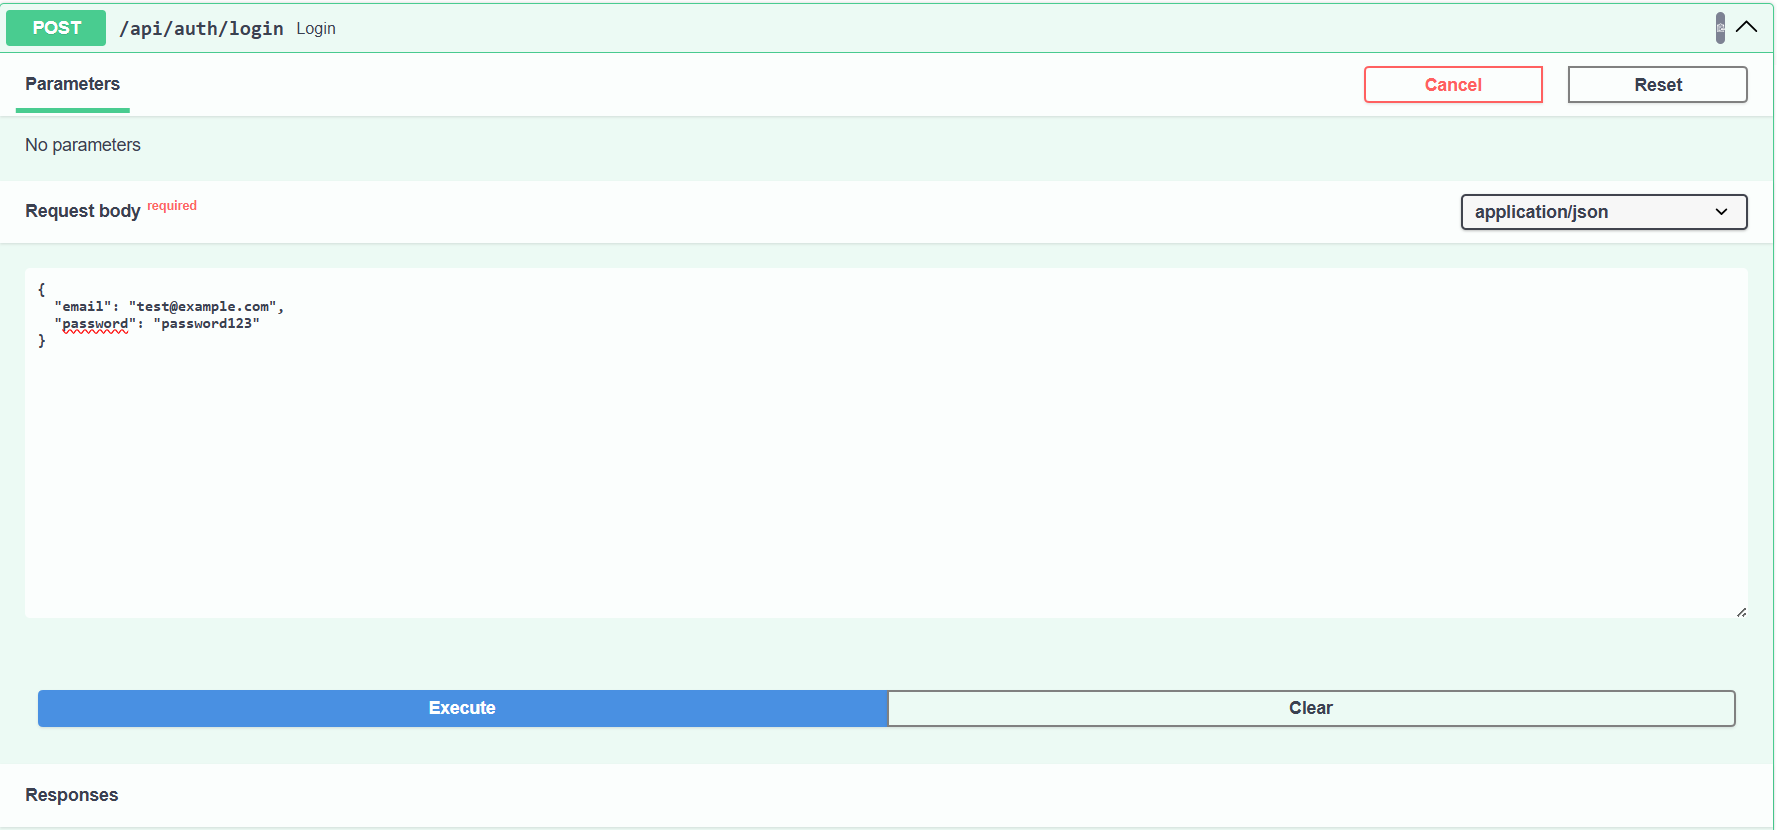 POST /api/auth/login Login
Parameters Cancel Reset
No parameters
Request body required application/json
{
"email": "test@example.com",
"password": "password123"
}
Execute Clear
Responses